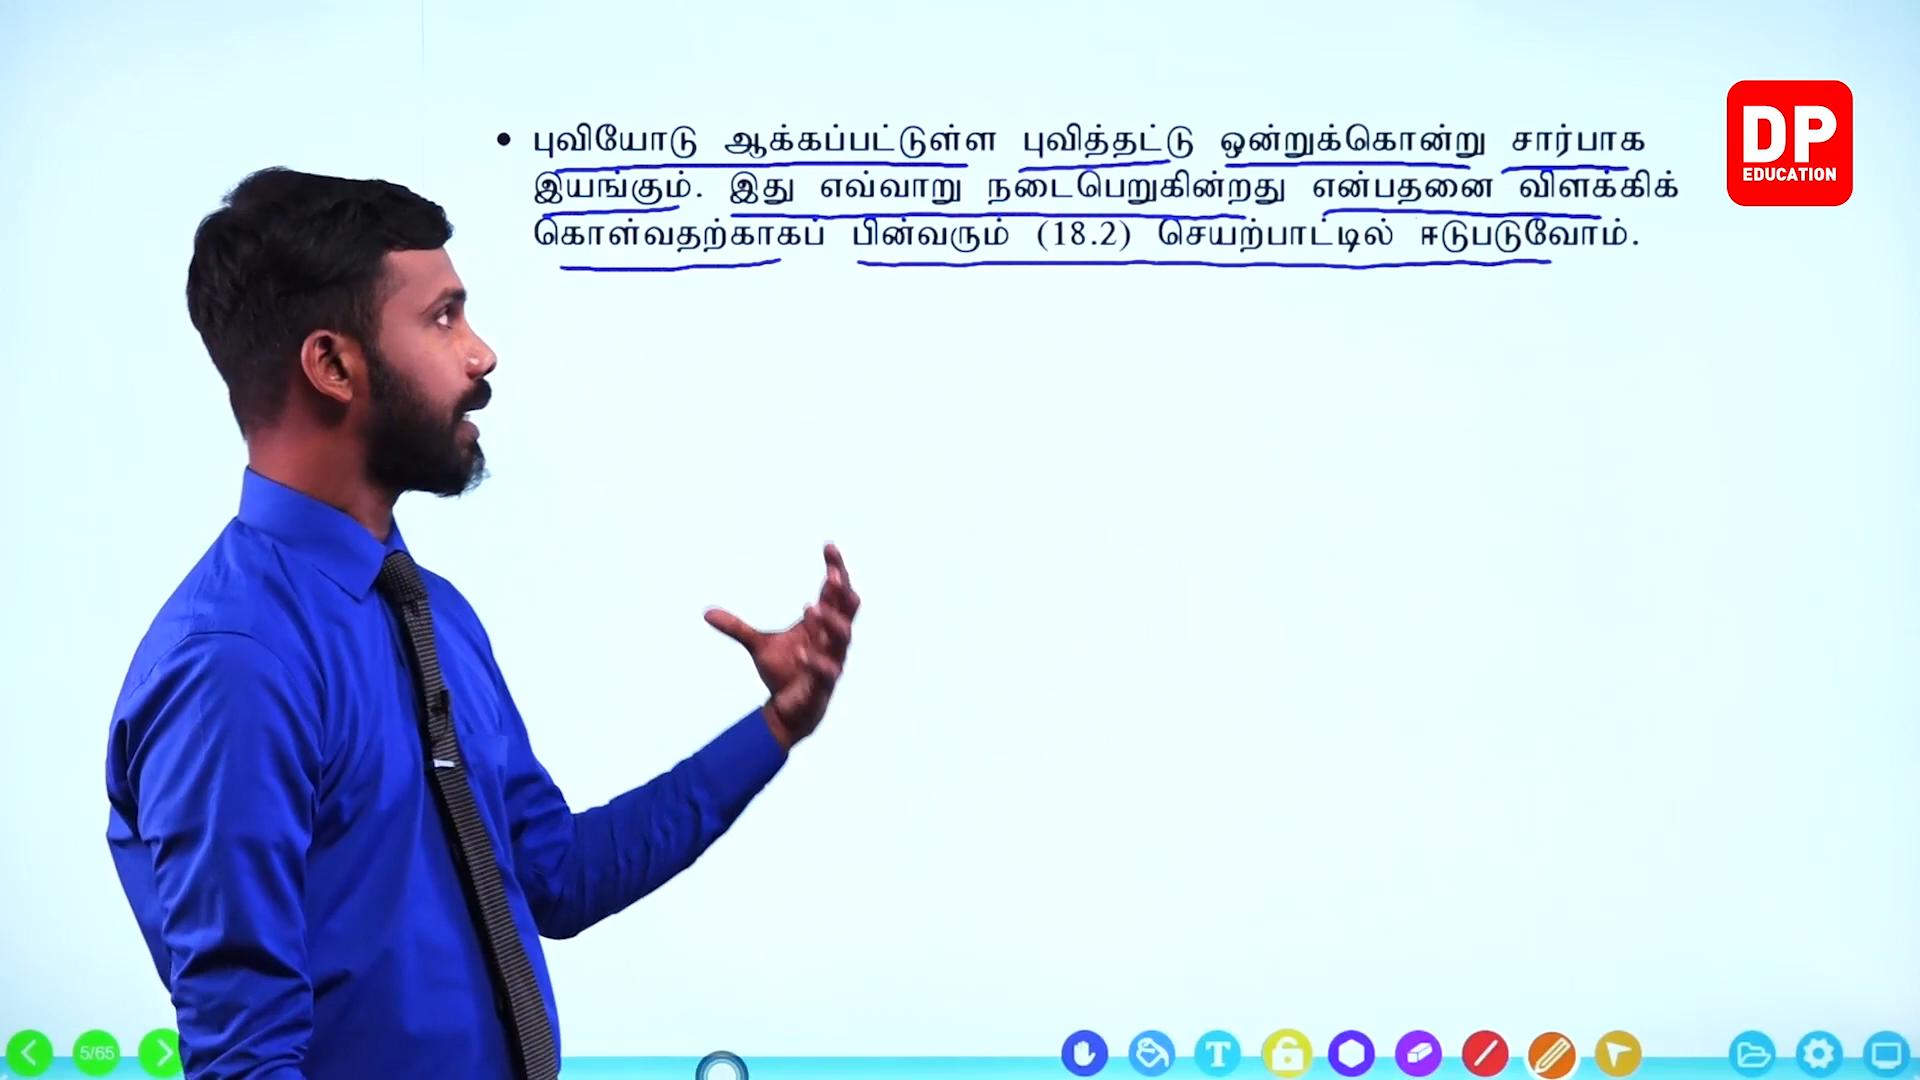 • புவியோடு ஆக்கப்பட்டுள்ள புவித்தட்டு ஒன்றுக்கொன்று சார்பாக
இயங்கும். இது எவ்வாறு நடைபெறுகின்றது என்பதனை விளக்கிக்
கொள்வதற்காகப் பின்வரும் (18.2) செயற்பாட்டில் ஈடுபடுவோம்.
DP
EDUCATION
5/65
T